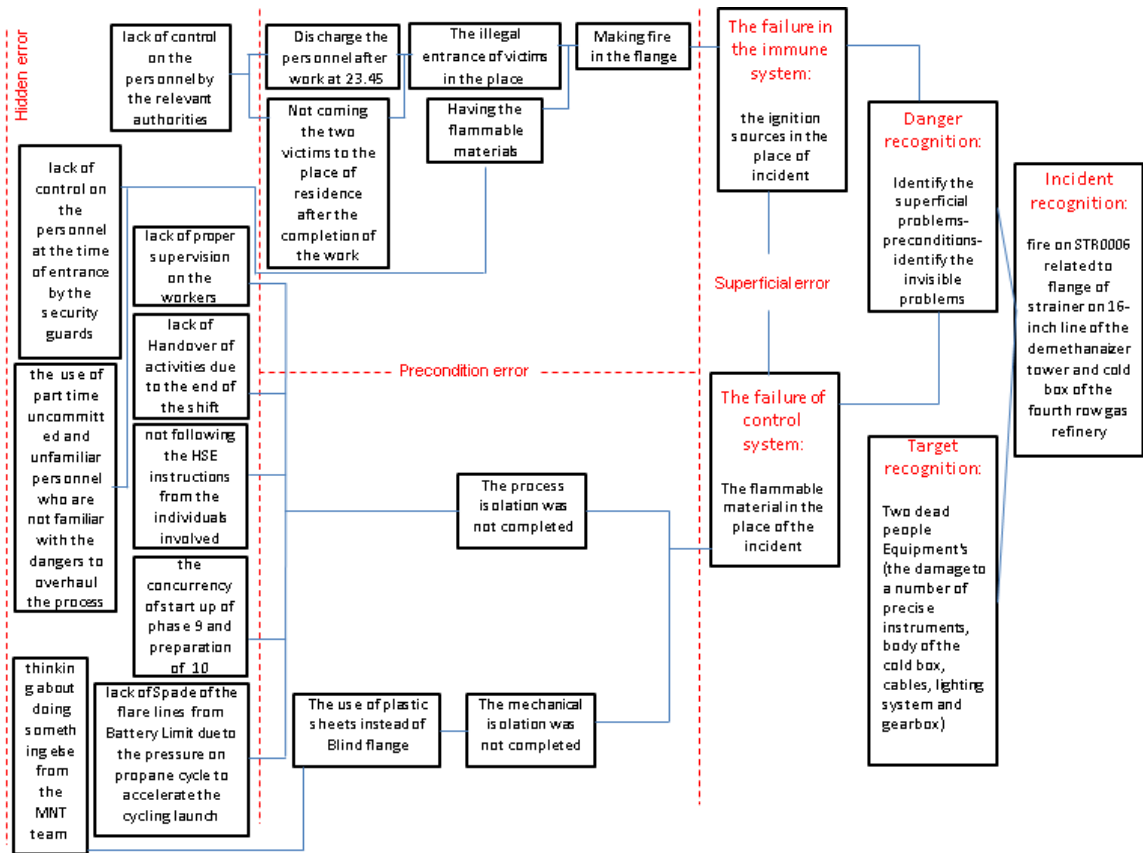 Hidden error
lack of control
on the
personnel by
the relevant
authorities
Discharge the
personnel after
work at 23.45
The illegal
entrance of victims
in the place
Making fire
in the flange
Not coming
the two
victims to the
place of
residence after
the
completion of
the work
Having the
flammable
materials
lack of
control on
the
personnel
at the time
of entrance
by the
security
guards
lack of proper
supervision on
the workers
lack of
Handover of
activities due
to the end of
the shift
the use of
part time
uncommitt
ed and
unfamiliar
personnel
who are
not familiar
with the
dangers to
overhaul
the process
not following
the HSE
instructions
from the
individuals
involved
the
concurrency
of start up of
phase 9 and
preparation
of 10
thinkin
g about
doing
someth
ing else
from
the
MNT
team
lack of Spade of the
flare lines from
Battery Limit due to
the pressure on
propane cycle to
accelerate the
cycling launch
Precondition error
The process
isolation was
not completed
The use of plastic
sheets instead of
Blind flange
The mechanical
isolation was
not completed
The failure in
the immune
system:
the ignition
sources in the
place of
incident
Superficial error
The failure of
control
system:
The flammable
material in the
place of the
incident
Danger
recognition:
Identify the
superficial
problems-
preconditions-
identify the
invisible
problems
Target
recognition:
Two dead
people
Equipment's
(the damage to
a number of
precise
instruments,
body of the
cold box,
cables, lighting
system and
gearbox)
Incident
recognition:
fire on STR0006
related to
flange of
strainer on 16-
inch line of the
demethanaizer
tower and cold
box of the
fourth row gas
refinery